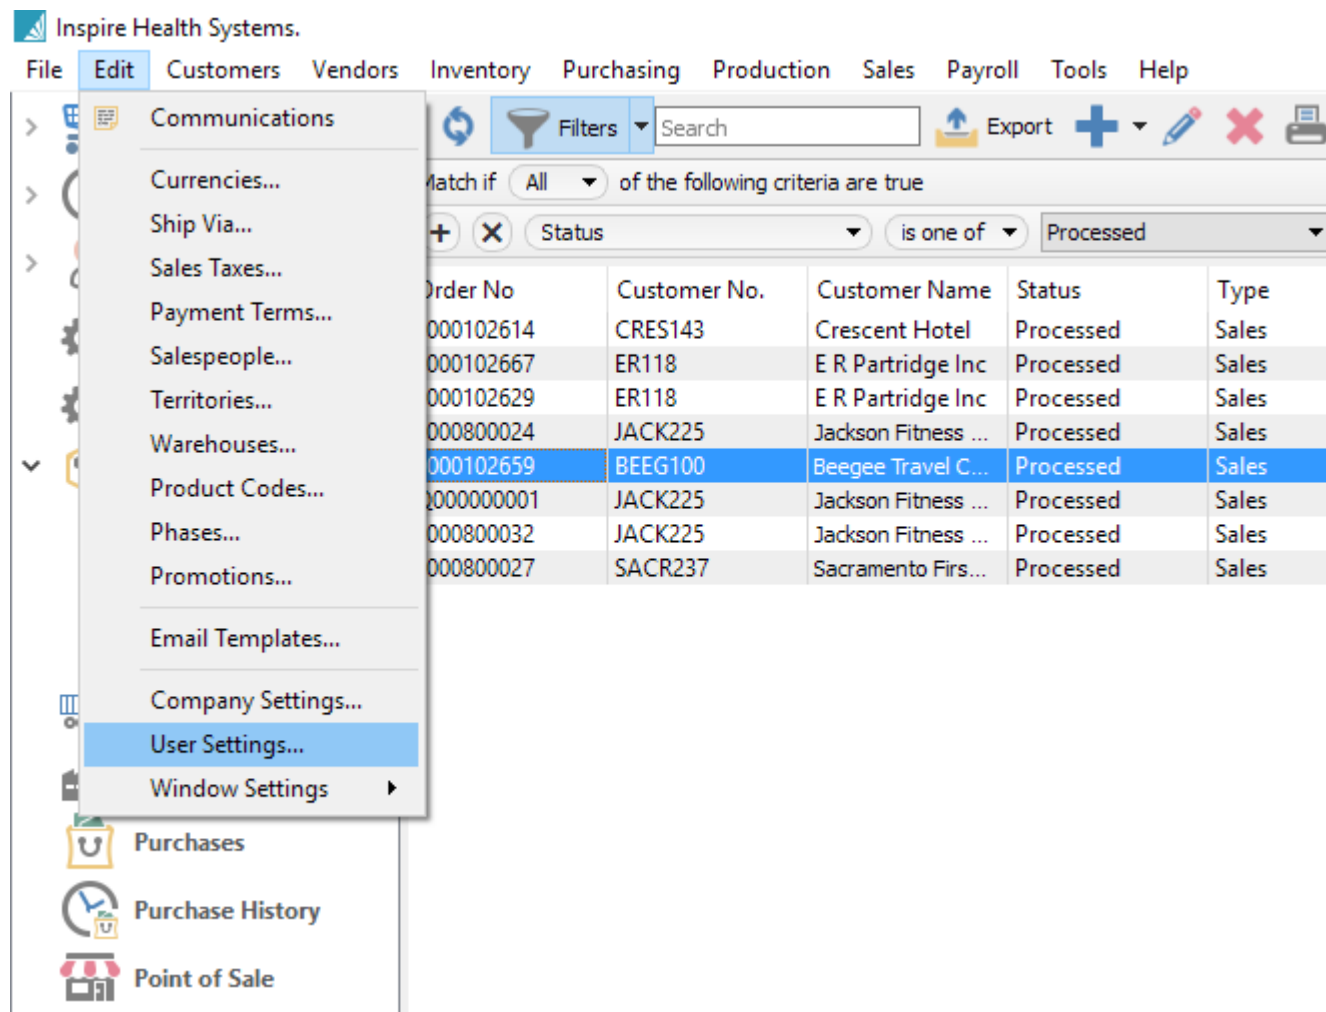 Inspire Health Systems.
File Edit Customers Vendors Inventory Purchasing Production Sales Payroll Tools Help
Communications
Currencies...
Ship Via...
Sales Taxes...
Payment Terms...
Salespeople...
Territories...
Warehouses...
Product Codes...
Phases...
Promotions...
Email Templates...
Company Settings...
User Settings...
Window Settings
Purchases
Purchase History
Point of Sale
Filters Search Export
Match if All of the following criteria are true
Status is one of Processed
Order No Customer No. Customer Name Status Type
000102614 CRES143 Crescent Hotel Processed Sales
000102667 ER118 E R Partridge Inc Processed Sales
000102629 ER118 E R Partridge Inc Processed Sales
000800024 JACK225 Jackson Fitness ... Processed Sales
000102659 BEEG100 Beegee Travel C... Processed Sales
Q000000001 JACK225 Jackson Fitness ... Processed Sales
000800032 JACK225 Jackson Fitness ... Processed Sales
000800027 SACR237 Sacramento Firs... Processed Sales